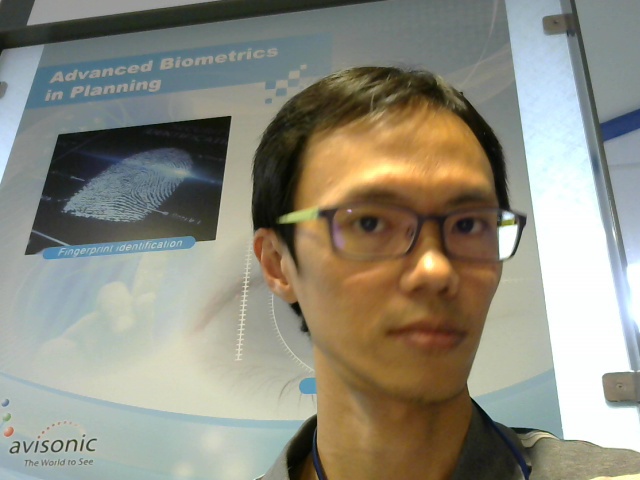 Advanced Biometrics
in Planning
Fingerprint identification
avisonic
The World to See